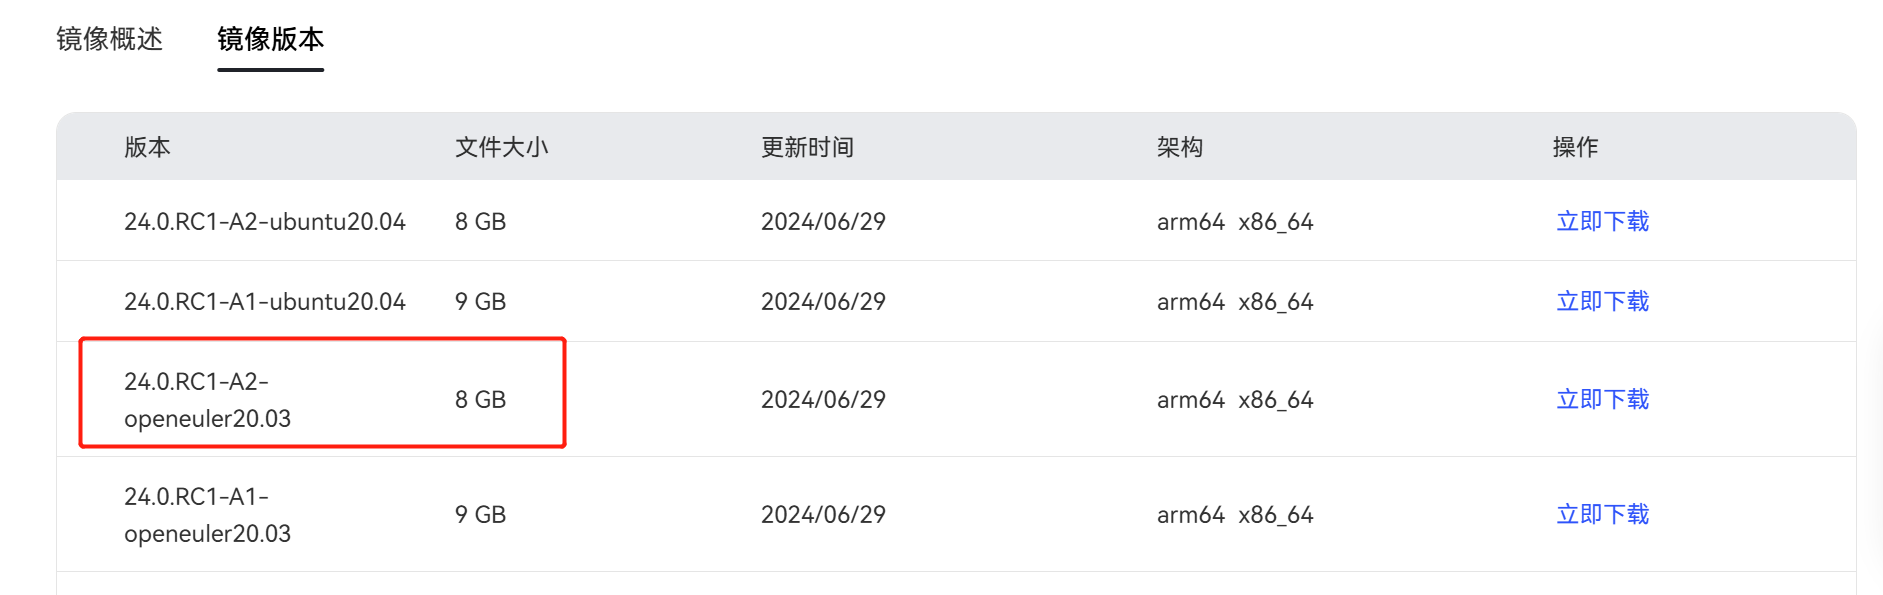 镜像概述 镜像版本
版本 文件大小 更新时间 架构 操作
24.0.RC1-A2-ubuntu20.04 8 GB 2024/06/29 arm64 x86_64 立即下载
24.0.RC1-A1-ubuntu20.04 9 GB 2024/06/29 arm64 x86_64 立即下载
24.0.RC1-A2-
openeuler20.03 8 GB 2024/06/29 arm64 x86_64 立即下载
24.0.RC1-A1-
openeuler20.03 9 GB 2024/06/29 arm64 x86_64 立即下载